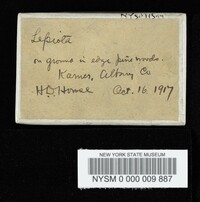 Lepiota
on ground in edge pine woods.
Karner, Albany Co
H.D. House Oct. 16. 1917
NEW YORK STATE MUSEUM
NYSM 0 000 009 887